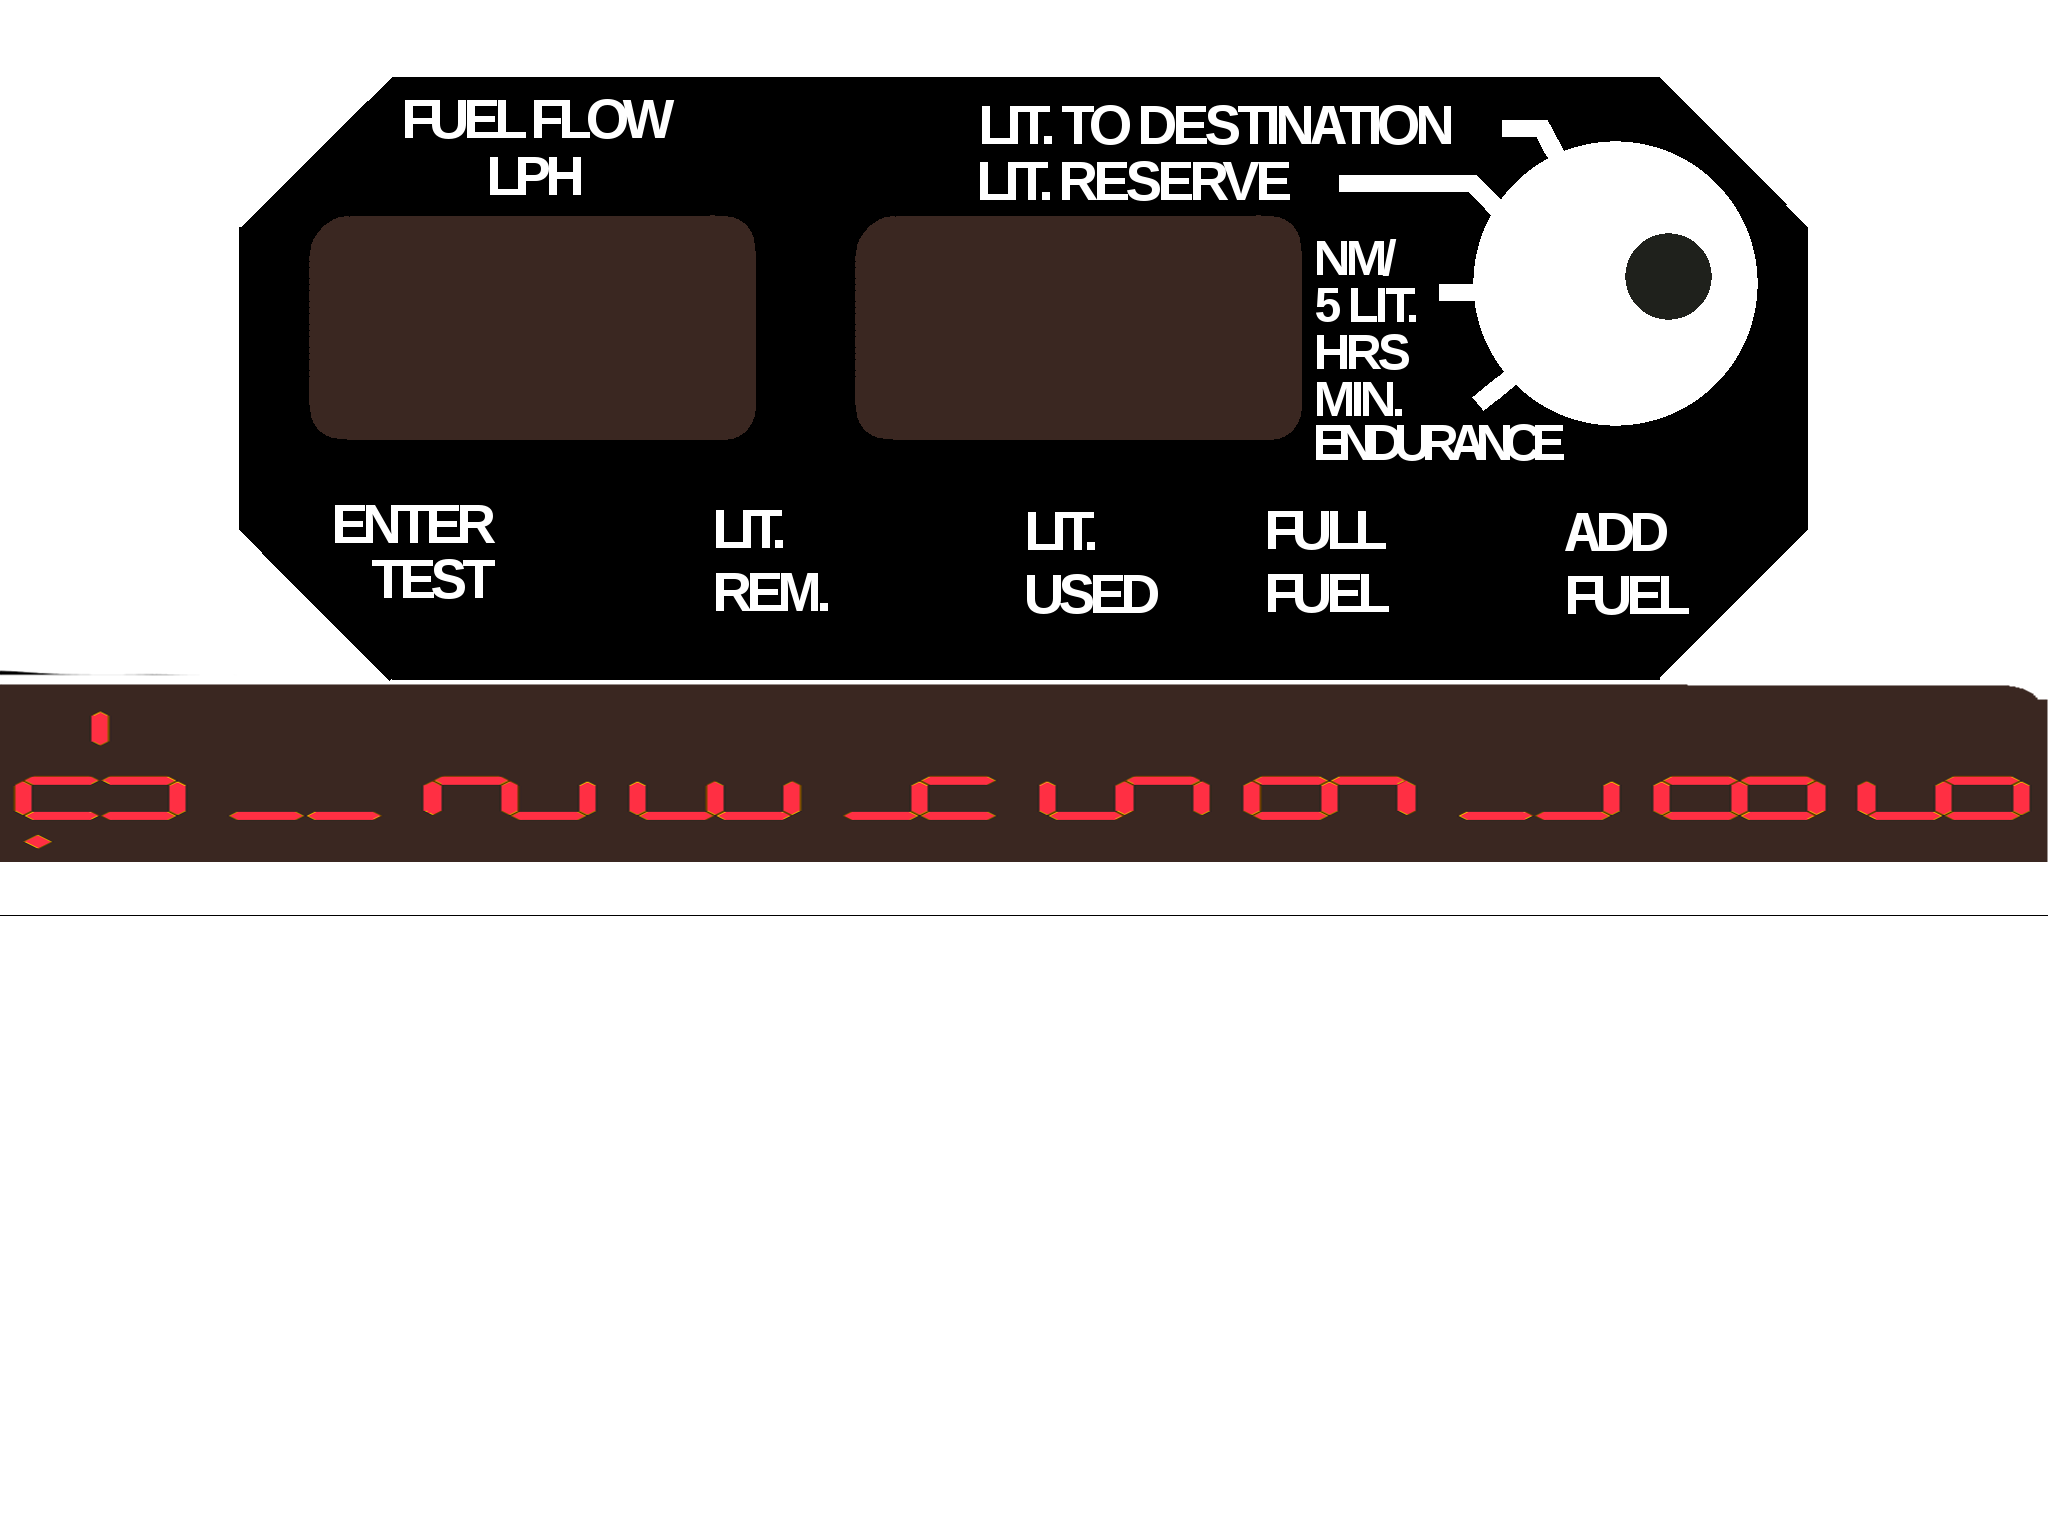 FUEL FLOW
LPH
LIT. TO DESTINATION
LIT. RESERVE
NM/
5 LIT.
HRS
MIN.
ENDURANCE
ENTER
TEST
LIT.
REM.
LIT.
USED
FULL
FUEL
ADD
FUEL